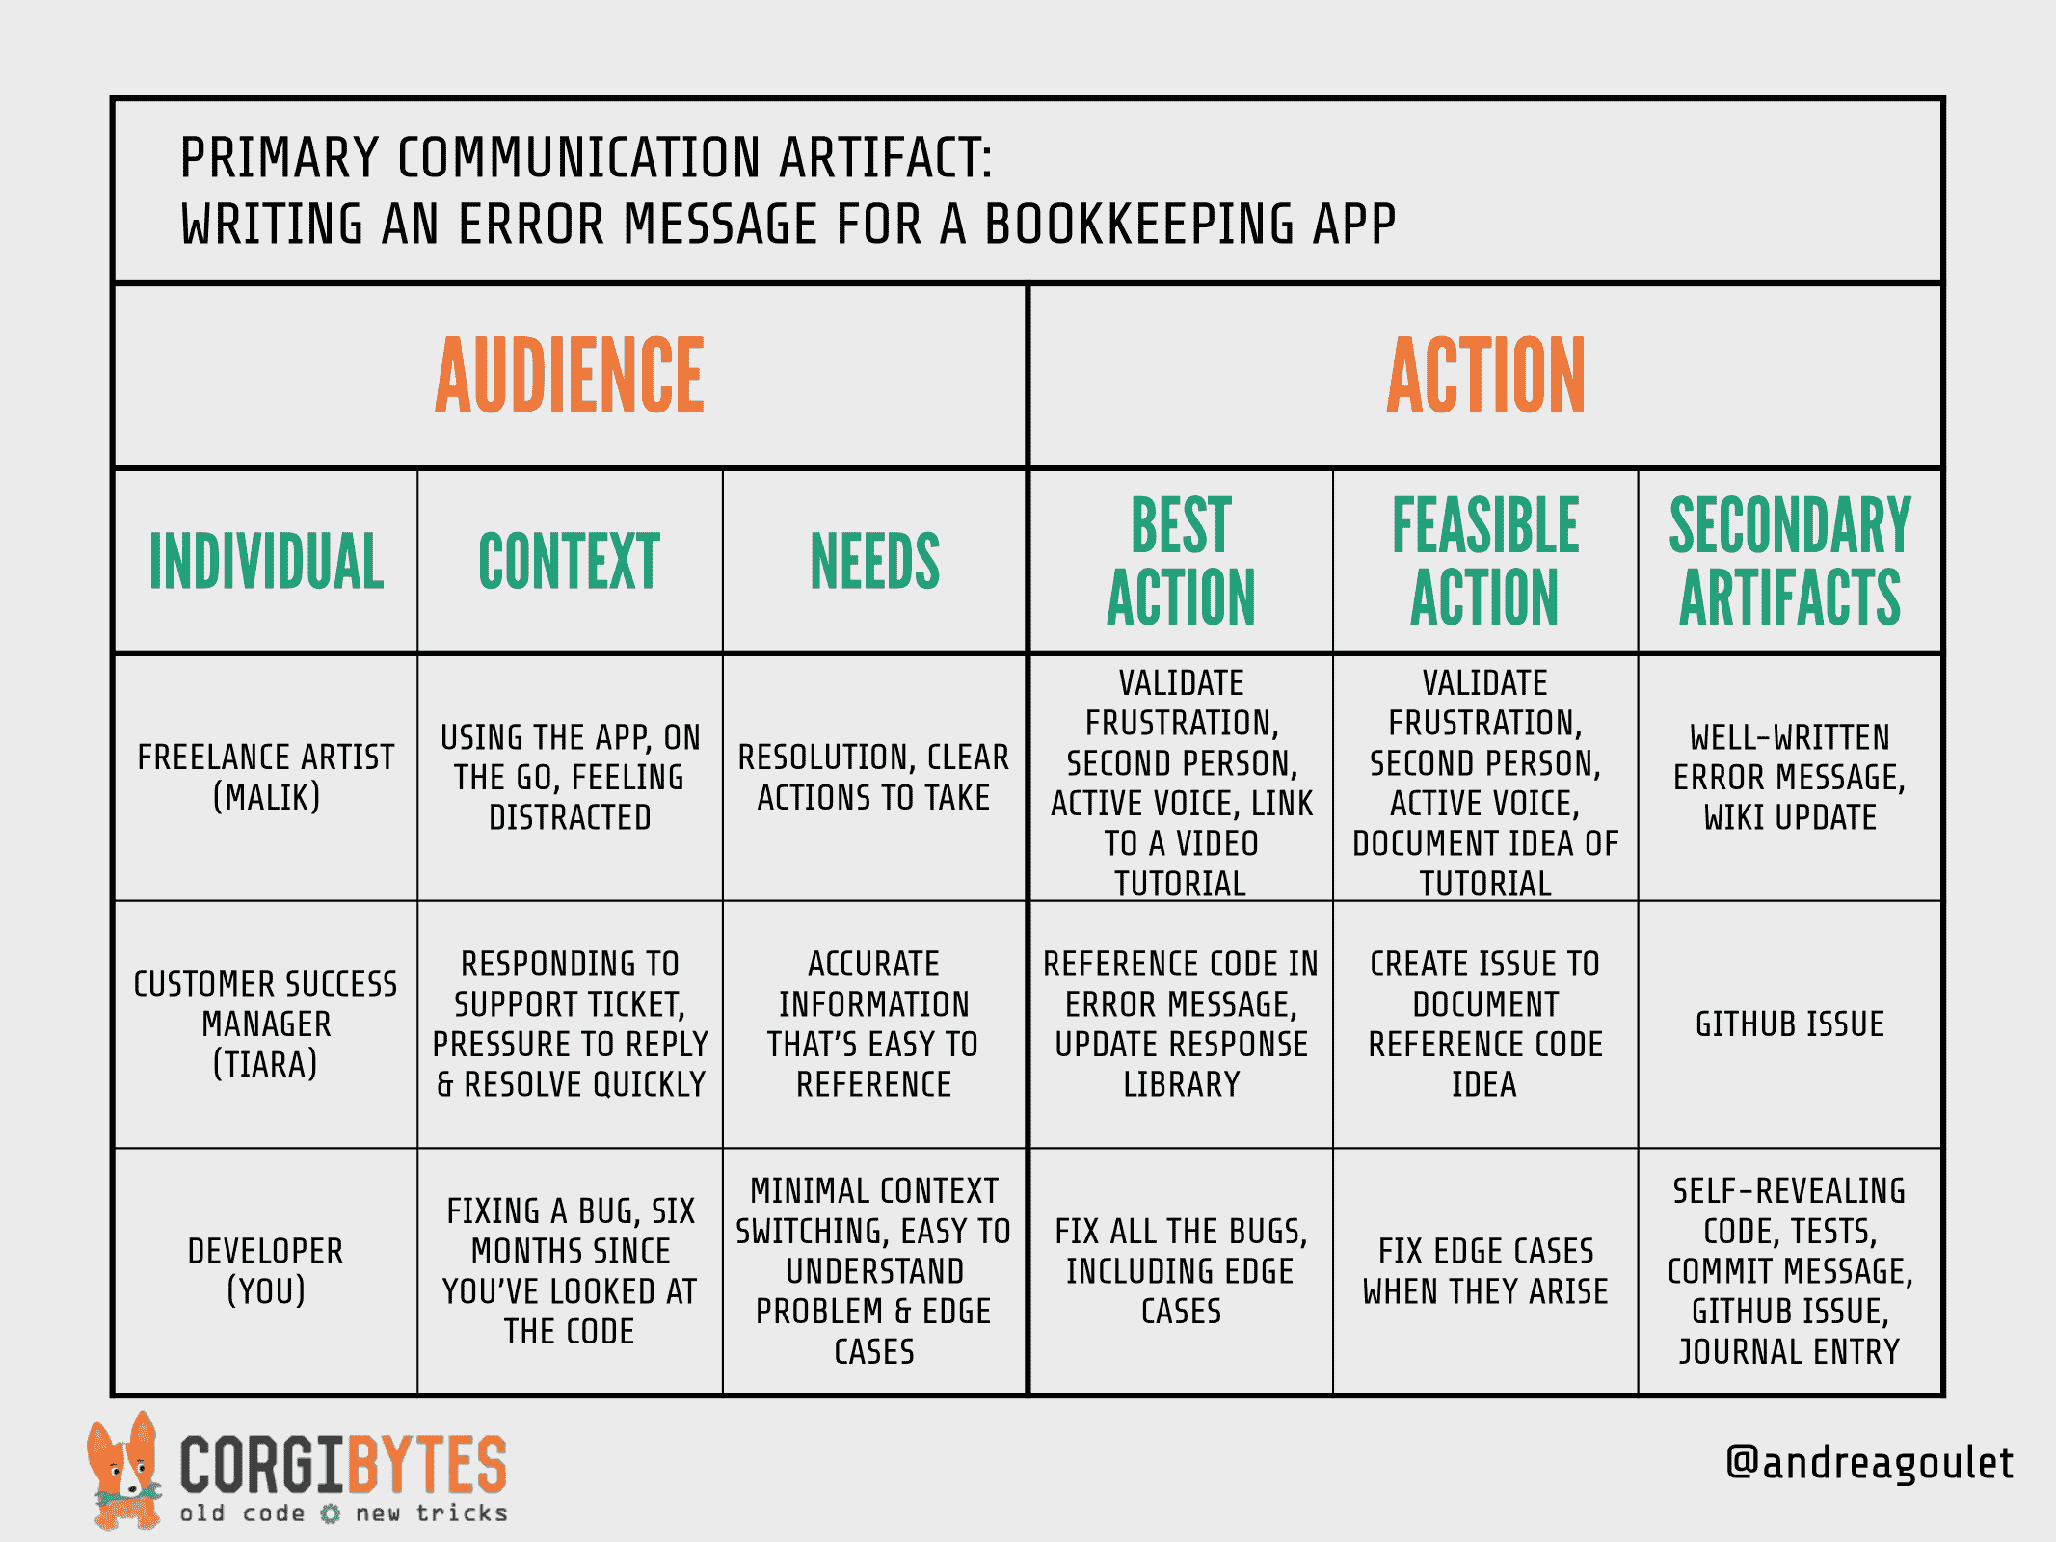 PRIMARY COMMUNICATION ARTIFACT:
WRITING AN ERROR MESSAGE FOR A BOOKKEEPING APP
AUDIENCE
ACTION
INDIVIDUAL
CONTEXT
NEEDS
BEST
ACTION
FEASIBLE
ACTION
SECONDARY
ARTIFACTS
FREELANCE ARTIST
(MALIK)
USING THE APP, ON
THE GO, FEELING
DISTRACTED
RESOLUTION, CLEAR
ACTIONS TO TAKE
VALIDATE
FRUSTRATION,
SECOND PERSON,
ACTIVE VOICE, LINK
TO A VIDEO
TUTORIAL
VALIDATE
FRUSTRATION,
SECOND PERSON,
ACTIVE VOICE,
DOCUMENT IDEA OF
TUTORIAL
WELL-WRITTEN
ERROR MESSAGE,
WIKI UPDATE
CUSTOMER SUCCESS
MANAGER
(TIARA)
RESPONDING TO
SUPPORT TICKET,
PRESSURE TO REPLY
& RESOLVE QUICKLY
ACCURATE
INFORMATION
THAT'S EASY TO
REFERENCE
REFERENCE CODE IN
ERROR MESSAGE,
UPDATE RESPONSE
LIBRARY
CREATE ISSUE TO
DOCUMENT
REFERENCE CODE
IDEA
GITHUB ISSUE
DEVELOPER
(YOU)
FIXING A BUG, SIX
MONTHS SINCE
YOU'VE LOOKED AT
THE CODE
MINIMAL CONTEXT
SWITCHING, EASY TO
UNDERSTAND
PROBLEM & EDGE
CASES
FIX ALL THE BUGS,
INCLUDING EDGE
CASES
FIX EDGE CASES
WHEN THEY ARISE
SELF-REVEALING
CODE, TESTS,
COMMIT MESSAGE,
GITHUB ISSUE,
JOURNAL ENTRY
CORGIBYTES
old code new tricks
@andreagoulet